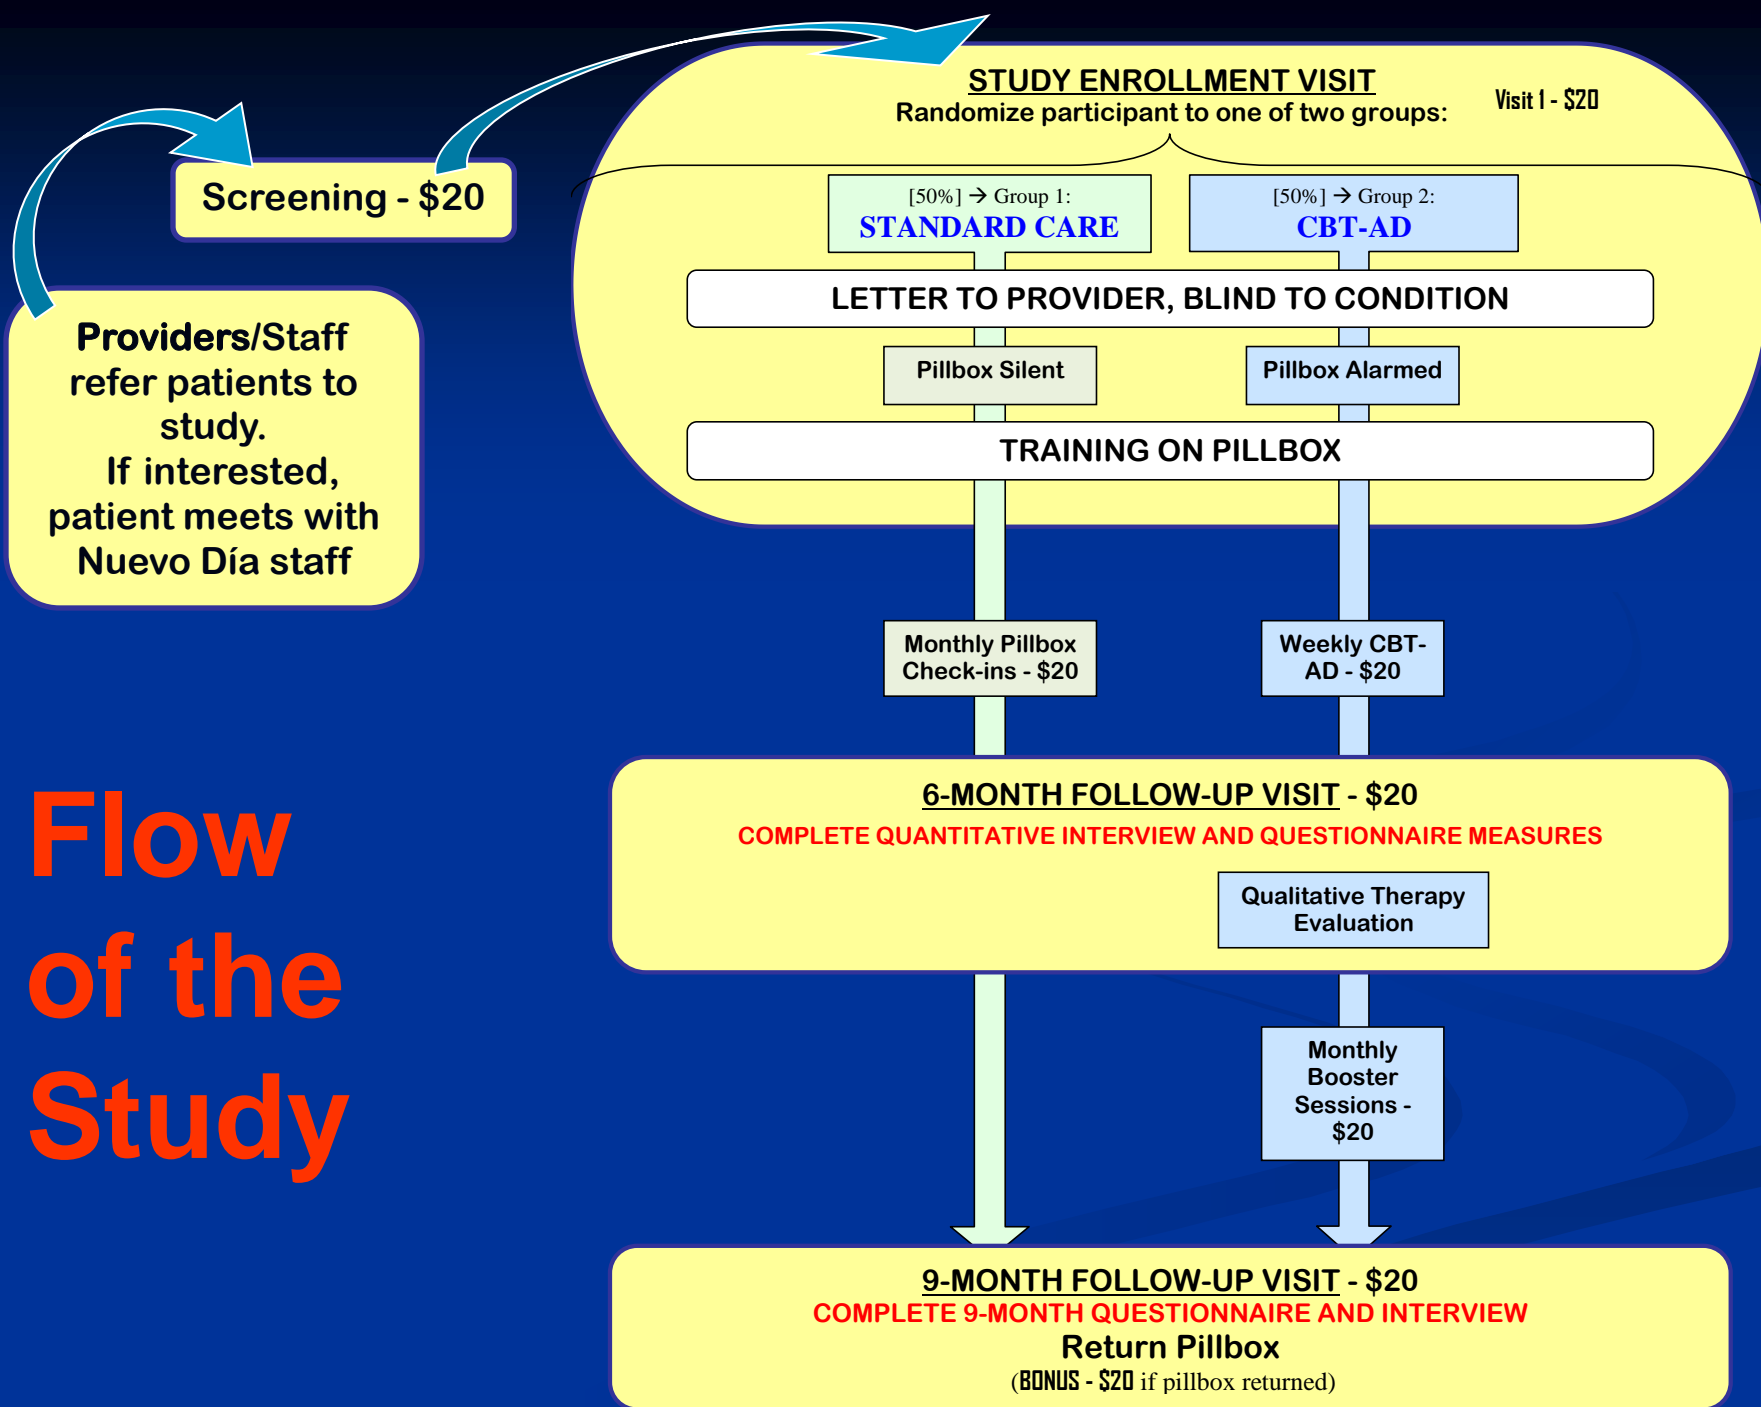 Providers/Staff
refer patients to
study.
If interested,
patient meets with
Nuevo Día staff
Screening - $20
STUDY ENROLLMENT VISIT
Randomize participant to one of two groups:
Visit 1 - $20
[50%] → Group 1:
STANDARD CARE
[50%] → Group 2:
CBT-AD
LETTER TO PROVIDER, BLIND TO CONDITION
Pillbox Silent
Pillbox Alarmed
TRAINING ON PILLBOX
Monthly Pillbox
Check-ins - $20
Weekly CBT-
AD - $20
6-MONTH FOLLOW-UP VISIT - $20
COMPLETE QUANTITATIVE INTERVIEW AND QUESTIONNAIRE MEASURES
Qualitative Therapy
Evaluation
Monthly
Booster
Sessions -
$20
9-MONTH FOLLOW-UP VISIT - $20
COMPLETE 9-MONTH QUESTIONNAIRE AND INTERVIEW
Return Pillbox
(BONUS - $20 if pillbox returned)
Flow
of the
Study